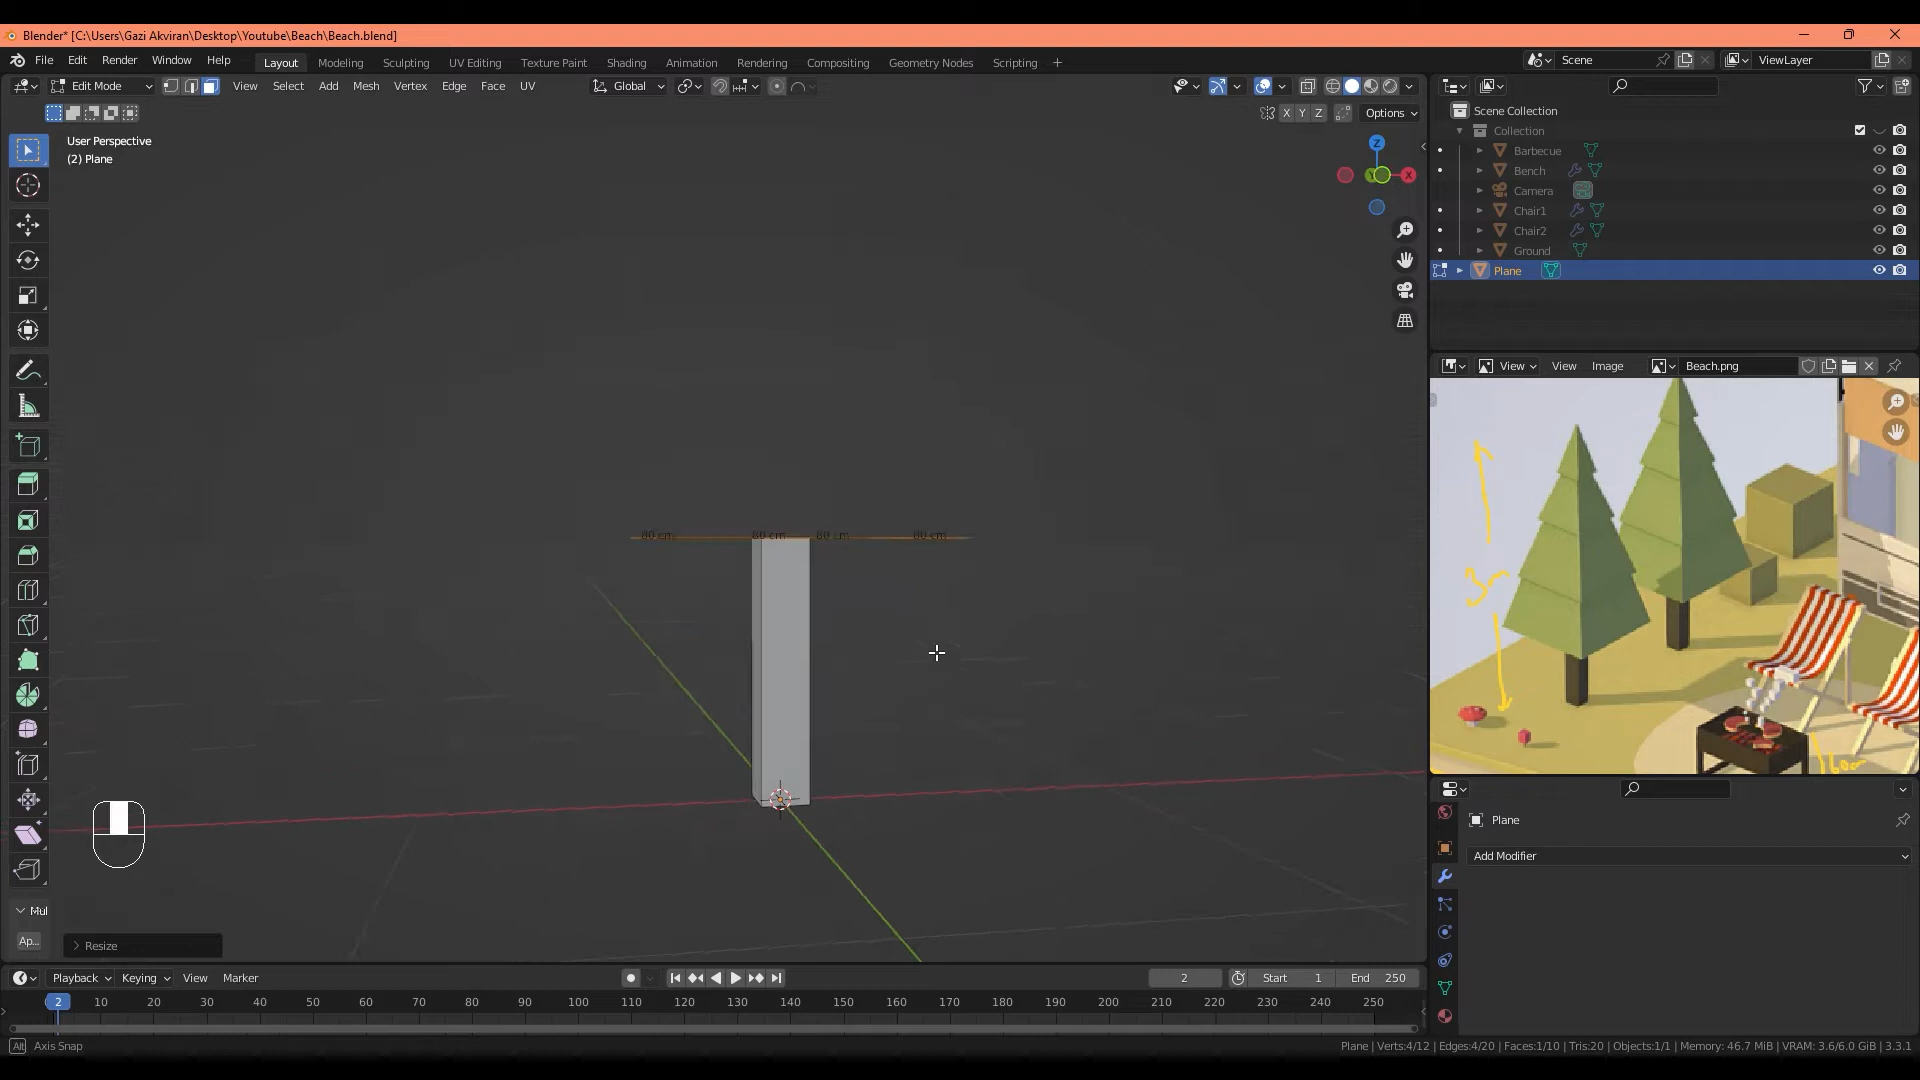 Blender* [C:\Users\Gazi Akviran\Desktop\Youtube\Beach\Beach.blend]
File Edit Render Window Help Layout Modeling Sculpting UV Editing Texture Paint Shading Animation Rendering Compositing Geometry Nodes Scripting + Scene ViewLayer
Edit Mode View Select Add Mesh Vertex Edge Face UV Global
X Y Z Options
User Perspective
(2) Plane
Z
Y X
80 cm 80 cm 80 cm 80 cm
Mul
Ap...
Resize
Scene Collection
Collection
Barbecue
Bench
Camera
Chair1
Chair2
Ground
Plane
View View Image Beach.png
Plane
Add Modifier
Playback Keying View Marker 2 Start 1 End 250
2 10 20 30 40 50 60 70 80 90 100 110 120 130 140 150 160 170 180 190 200 210 220 230 240 250
Alt Axis Snap
Plane | Verts:4/12 | Edges:4/20 | Faces:1/10 | Tris:20 | Objects:1/1 | Memory: 46.7 MiB | VRAM: 3.6/6.0 GiB | 3.3.1